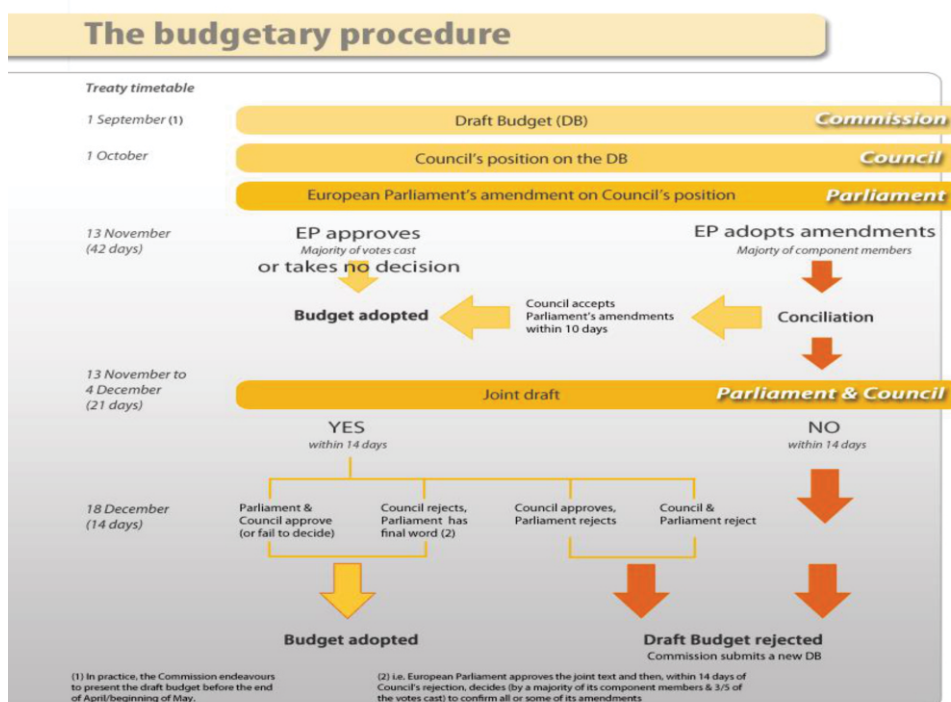 The budgetary procedure
Treaty timetable
1 September (1)
Draft Budget (DB)
Commission
1 October
Council's position on the DB
Council
European Parliament's amendment on Council's position
Parliament
13 November
(42 days)
EP approves
Majority of votes cast
or takes no decision
EP adopts amendments
Majorty of component members
Budget adopted
Council accepts
Parliament's amendments
within 10 days
Conciliation
13 November to
4 December
(21 days)
Joint draft
Parliament & Council
YES
within 14 days
NO
within 14 days
18 December
(14 days)
Parliament &
Council approve
(or fail to decide)
Council rejects,
Parliament has
final word (2)
Council approves,
Parliament rejects
Council &
Parliament reject
Budget adopted
Draft Budget rejected
Commission submits a new DB
(1) In practice, the Commission endeavours
to present the draft budget before the end
of April/beginning of May.
(2) i.e. European Parliament approves the joint text and then, within 14 days of
Council's rejection, decides (by a majority of its component members & 3/5 of
the votes cast) to confirm all or some of its amendments